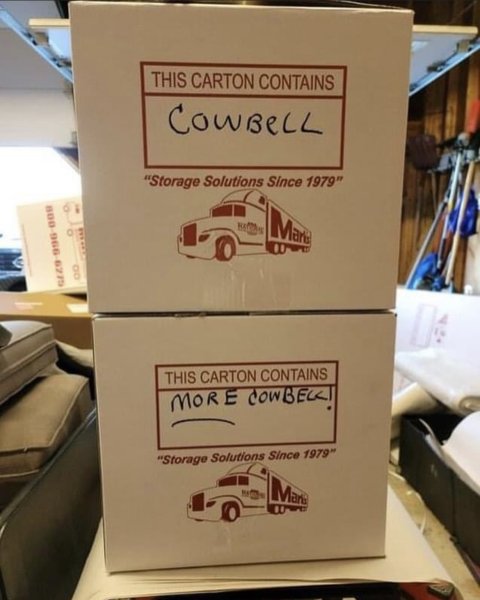 THIS CARTON CONTAINS
COWBELL
"Storage Solutions Since 1979"
THIS CARTON CONTAINS
MORE COWBELL!
"Storage Solutions Since 1979"